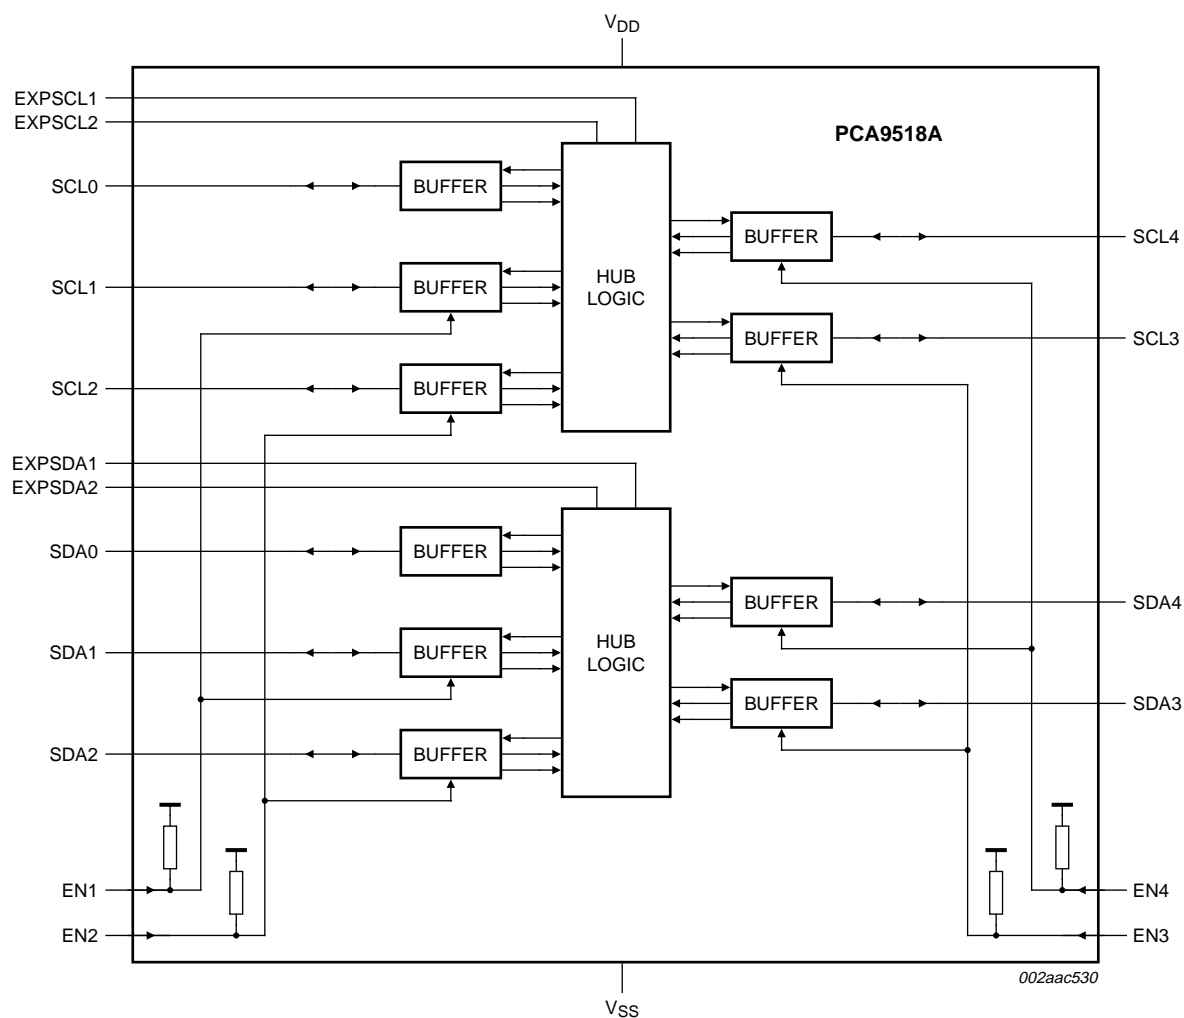 VDD
EXPSCL1
EXPSCL2
PCA9518A
SCL0
BUFFER
SCL4
BUFFER
SCL1
BUFFER
HUB
LOGIC
SCL3
BUFFER
SCL2
BUFFER
EXPSDA1
EXPSDA2
SDA0
BUFFER
SDA4
BUFFER
SDA1
BUFFER
HUB
LOGIC
SDA3
BUFFER
SDA2
BUFFER
EN1
EN4
EN2
EN3
002aac530
VSS